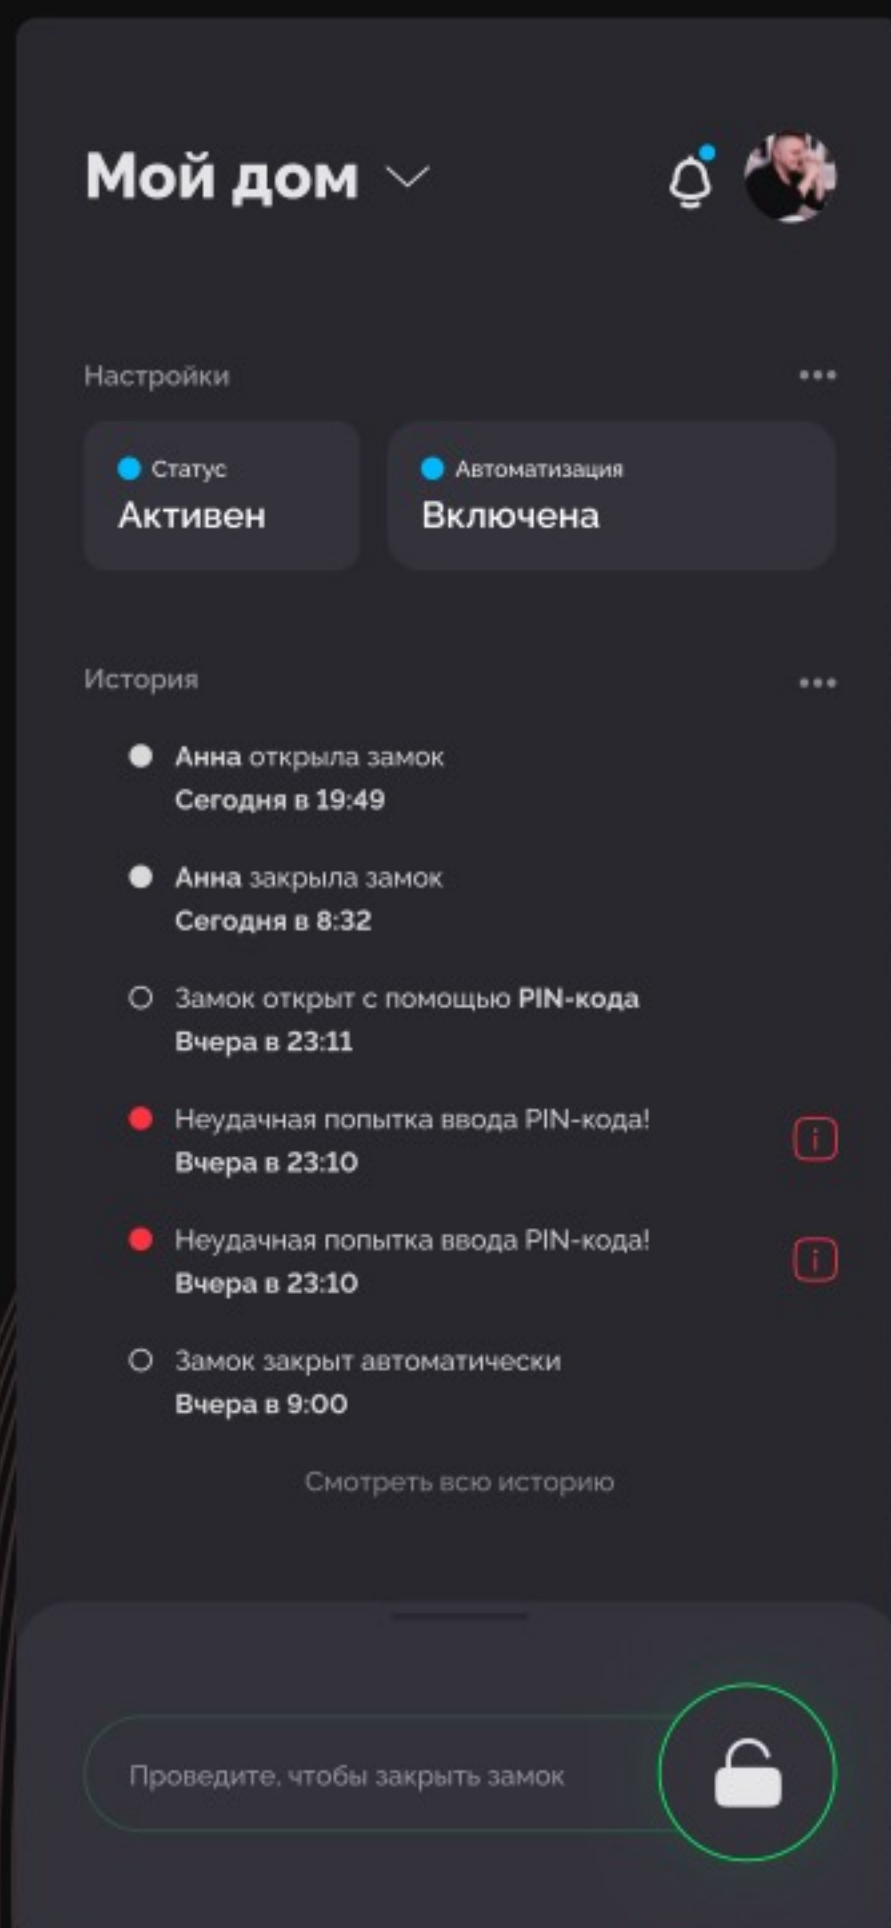 Мой дом
Настройки
Статус
Активен
Автоматизация
Включена
История
Анна открыла замок
Сегодня в 19:49
Анна закрыла замок
Сегодня в 8:32
Замок открыт с помощью PIN-кода
Вчера в 23:11
Неудачная попытка ввода PIN-кода!
Вчера в 23:10
Неудачная попытка ввода PIN-кода!
Вчера в 23:10
Замок закрыт автоматически
Вчера в 9:00
Смотреть всю историю
Проведите, чтобы закрыть замок